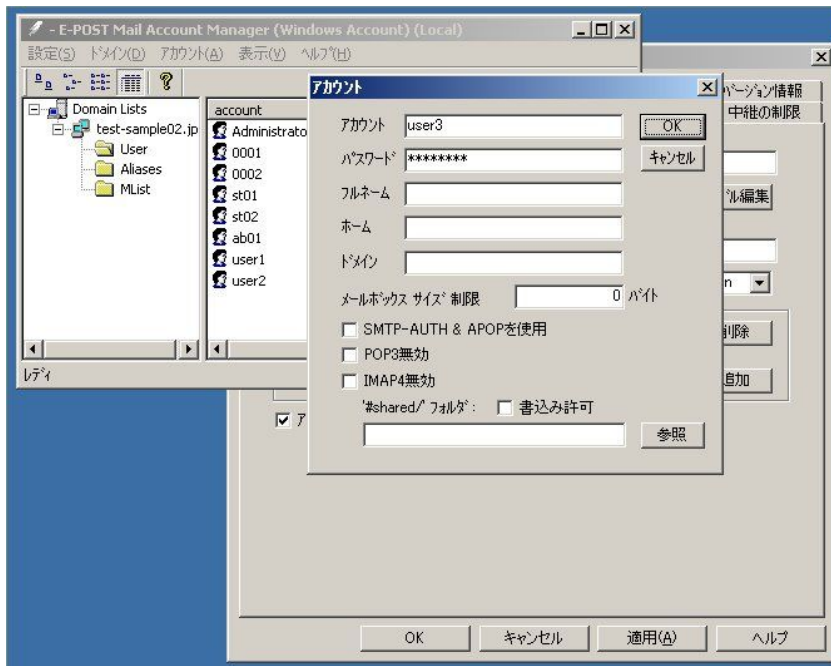 - E-POST Mail Account Manager (Windows Account) (Local)
設定(S) ドメイン(D) アカウント(A) 表示(V) ヘルプ(H)
Domain Lists
test-sample02.jp
User
Aliases
MList
account
Administrato
0001
0002
st01
st02
ab01
user1
user2
レディ
アカウント
アカウント user3
OK
パスワード ********
キャンセル
フルネーム
ホーム
ドメイン
メールボックス サイズ 制限 0 バイト
SMTP-AUTH & APOPを使用
POP3無効
IMAP4無効
'#shared/' フォルダ: 書込み許可
参照
バージョン情報
中継の制限
ル編集
n
削除
追加
ア
OK キャンセル 適用(A) ヘルプ